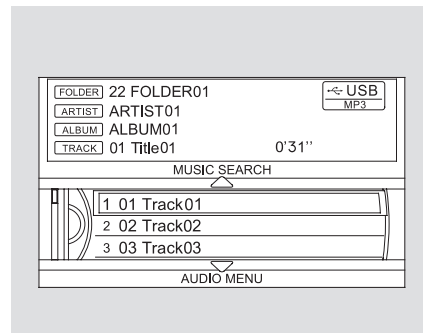 FOLDER 22 FOLDER01 USB
MP3
ARTIST ARTIST01
ALBUM ALBUM01
TRACK 01 Title01 0'31''
MUSIC SEARCH
1 01 Track01
2 02 Track02
3 03 Track03
AUDIO MENU